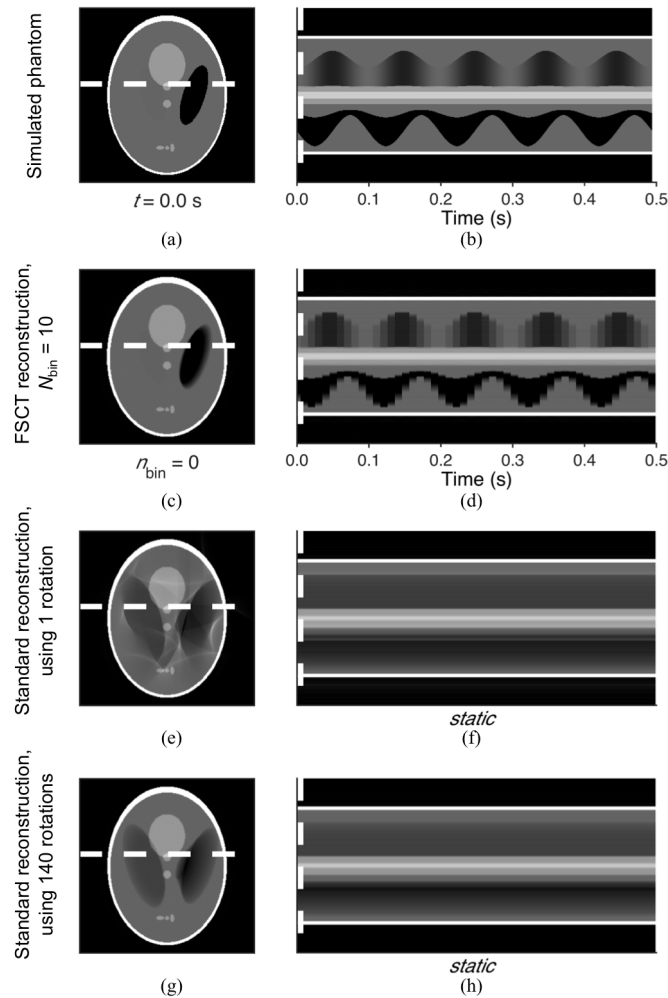 Simulated phantom
t = 0.0 s
(a)
0.0 0.1 0.2 0.3 0.4 0.5
Time (s)
(b)
FSCT reconstruction,
Nbin = 10
nbin = 0
(c)
0.0 0.1 0.2 0.3 0.4 0.5
Time (s)
(d)
Standard reconstruction,
using 1 rotation
(e)
static
(f)
Standard reconstruction,
using 140 rotations
(g)
static
(h)